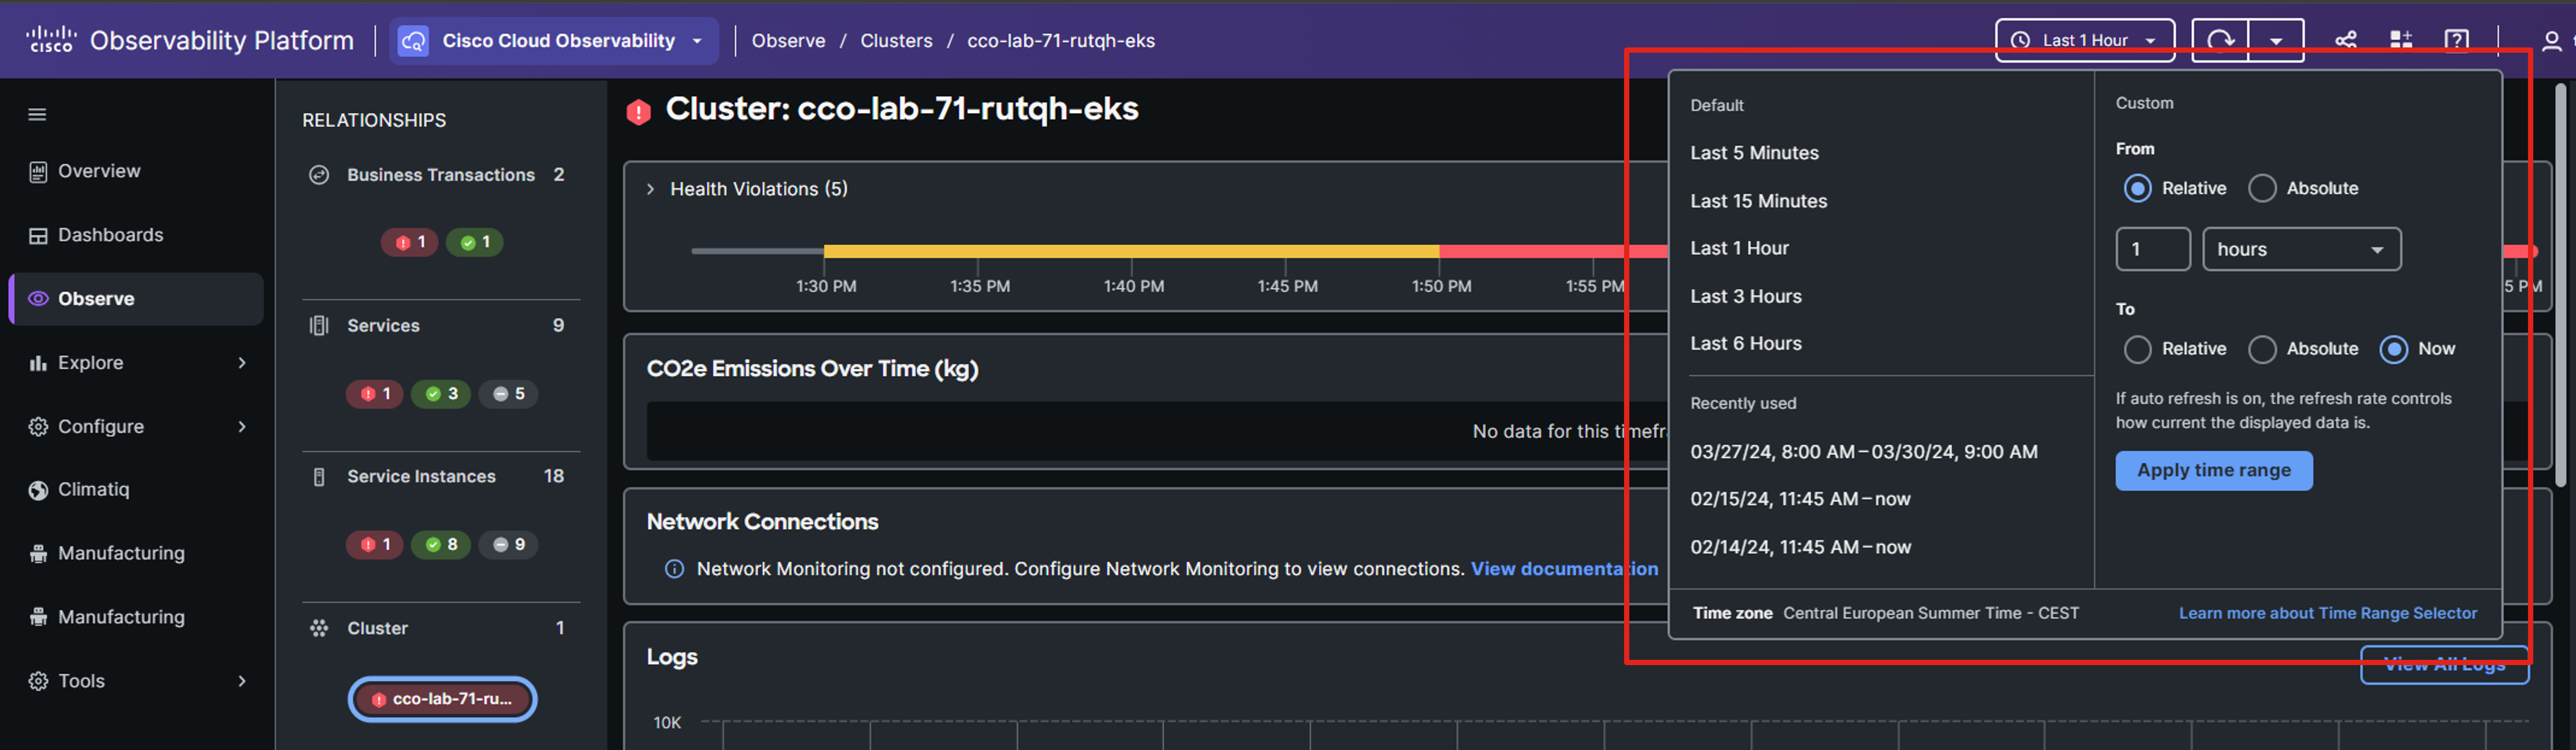 cisco Observability Platform
Cisco Cloud Observability
Observe / Clusters / cco-lab-71-rutqh-eks
Last 1 Hour
Overview
Dashboards
Observe
Explore
Configure
Climatiq
Manufacturing
Manufacturing
Tools
RELATIONSHIPS
Business Transactions 2
1 1
Services 9
1 3 5
Service Instances 18
1 8 9
Cluster 1
cco-lab-71-ru...
Cluster: cco-lab-71-rutqh-eks
Health Violations (5)
1:30 PM 1:35 PM 1:40 PM 1:45 PM 1:50 PM 1:55 PM 5 PM
CO2e Emissions Over Time (kg)
No data for this timefr
Network Connections
Network Monitoring not configured. Configure Network Monitoring to view connections. View documentation
Logs
View All Logs
10K
Default
Last 5 Minutes
Last 15 Minutes
Last 1 Hour
Last 3 Hours
Last 6 Hours
Recently used
03/27/24, 8:00 AM – 03/30/24, 9:00 AM
02/15/24, 11:45 AM – now
02/14/24, 11:45 AM – now
Custom
From
Relative Absolute
1 hours
To
Relative Absolute Now
If auto refresh is on, the refresh rate controls
how current the displayed data is.
Apply time range
Time zone Central European Summer Time - CEST
Learn more about Time Range Selector